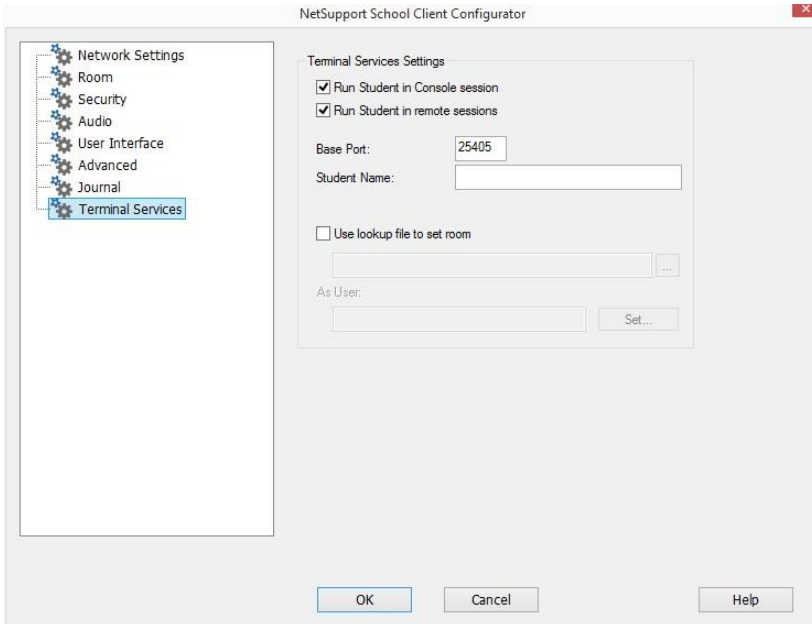 NetSupport School Client Configurator
Network Settings
Room
Security
Audio
User Interface
Advanced
Journal
Terminal Services
Terminal Services Settings
Run Student in Console session
Run Student in remote sessions
Base Port: 25405
Student Name:
Use lookup file to set room
...
As User:
Set...
OK Cancel Help